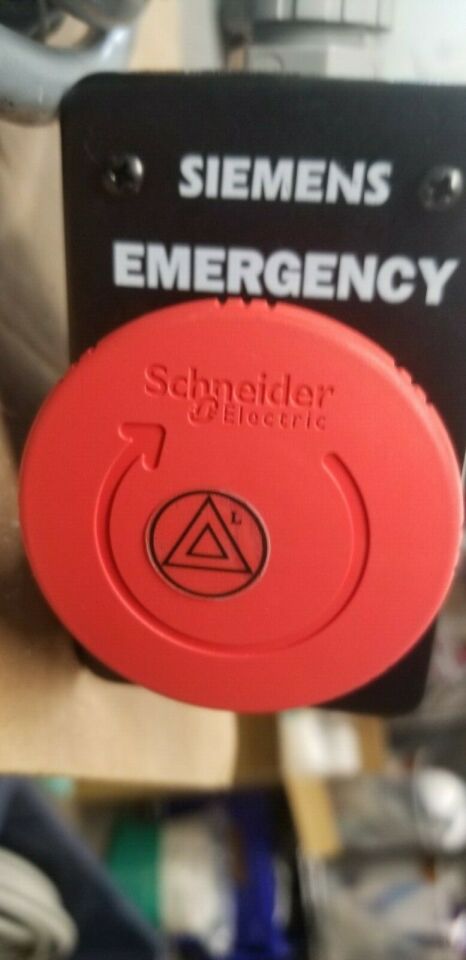 SIEMENS
EMERGENCY
Schneider
Electric
L